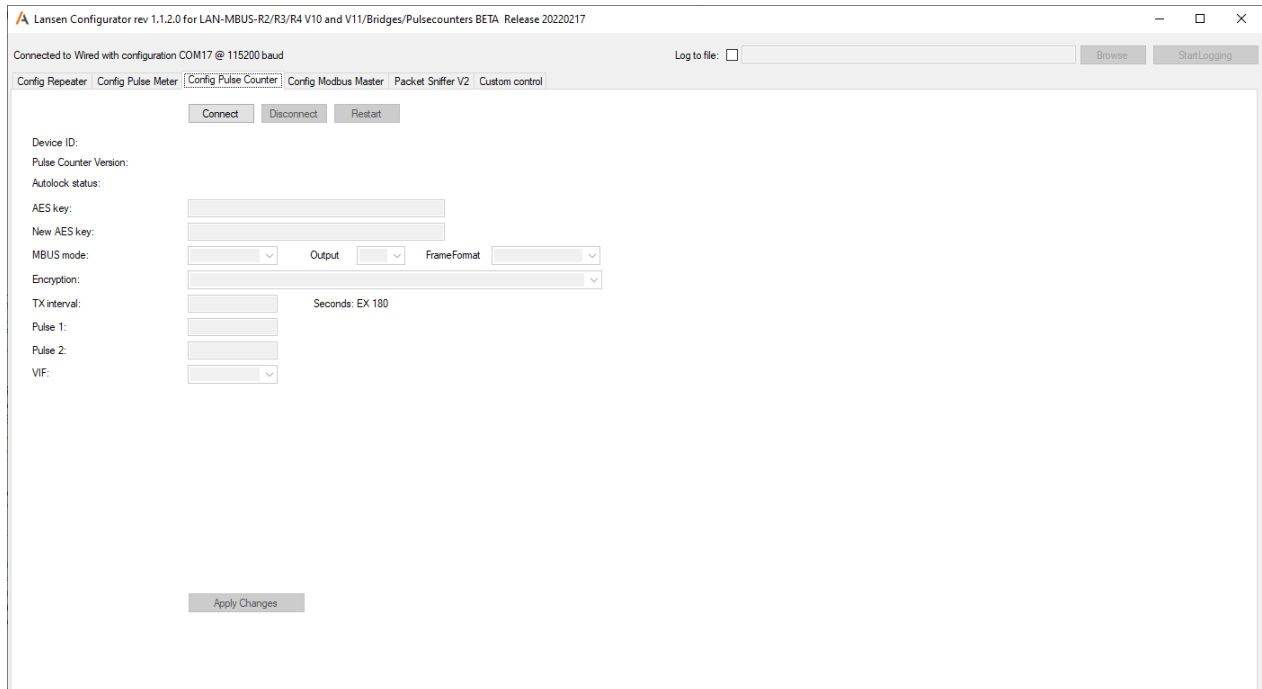 Lansen Configurator rev 1.1.2.0 for LAN-MBUS-R2/R3/R4 V10 and V11/Bridges/Pulsecounters BETA Release 20220217
Connected to Wired with configuration COM17 @ 115200 baud
Log to file:
Browse
StartLogging
Config Repeater
Config Pulse Meter
Config Pulse Counter
Config Modbus Master
Packet Sniffer V2
Custom control
Connect
Disconnect
Restart
Device ID:
Pulse Counter Version:
Autolock status:
AES key:
New AES key:
MBUS mode:
Output
FrameFormat
Encryption:
TX interval:
Seconds: EX 180
Pulse 1:
Pulse 2:
VIF:
Apply Changes